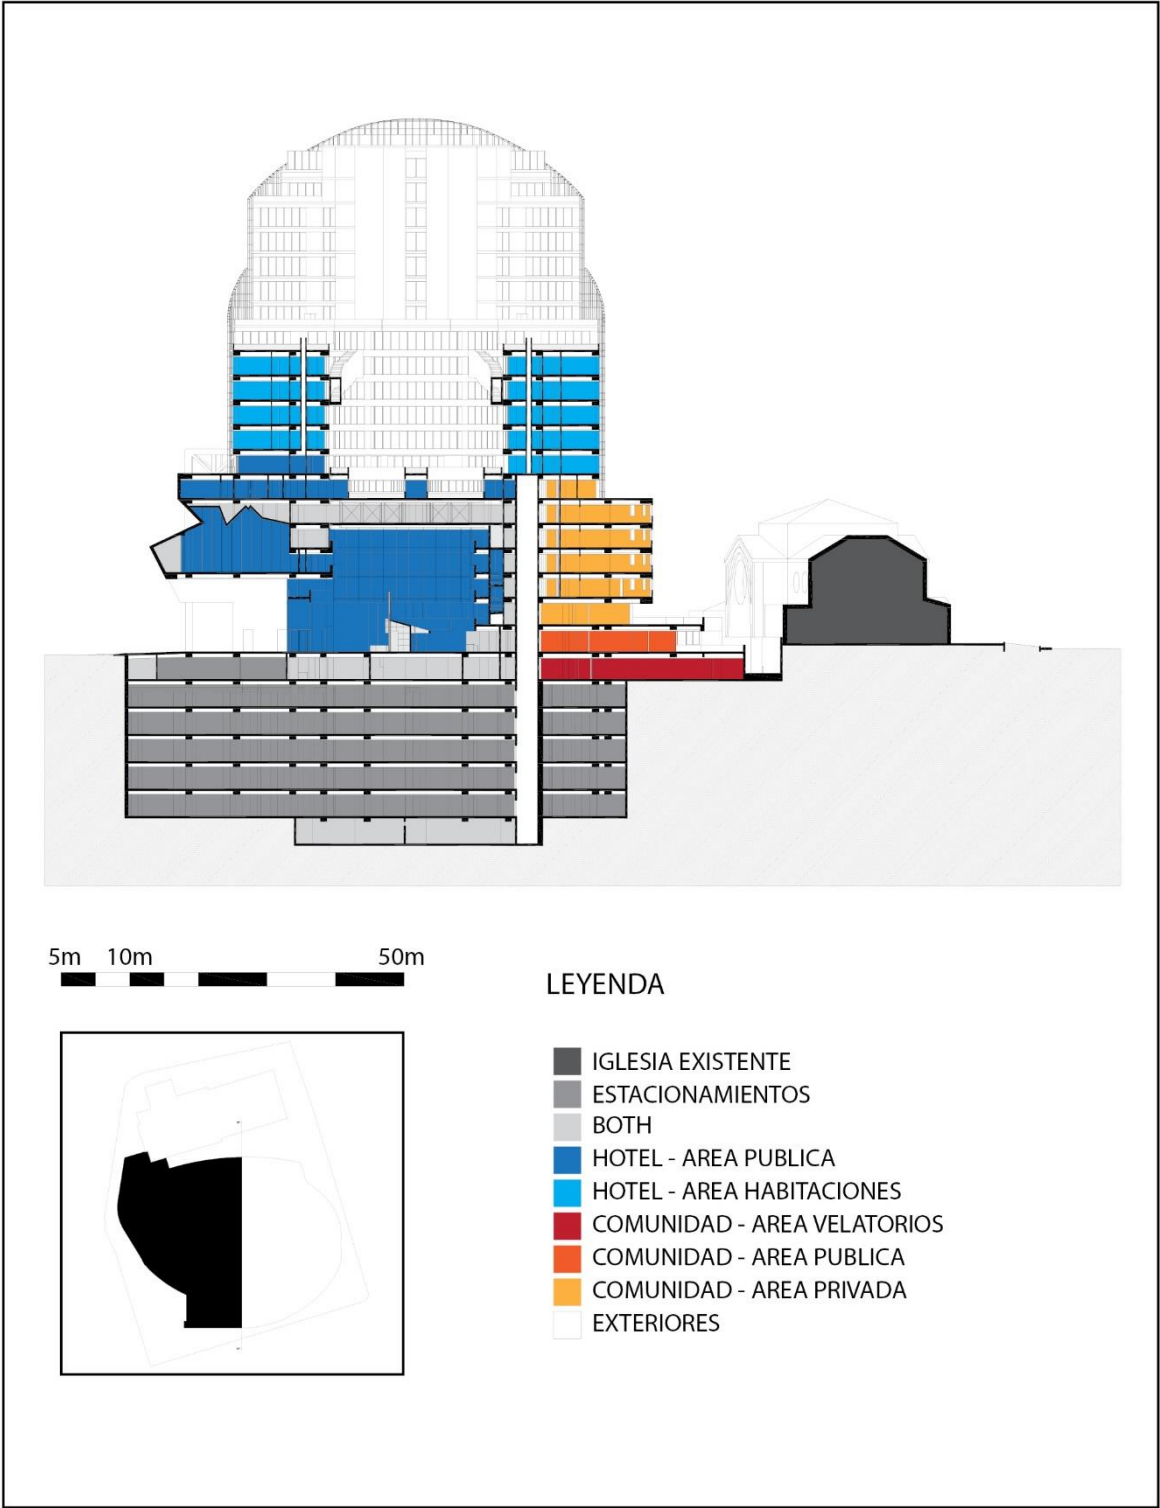 5m 10m 50m
LEYENDA
IGLESIA EXISTENTE
ESTACIONAMIENTOS
BOTH
HOTEL - AREA PUBLICA
HOTEL - AREA HABITACIONES
COMUNIDAD - AREA VELATORIOS
COMUNIDAD - AREA PUBLICA
COMUNIDAD - AREA PRIVADA
EXTERIORES